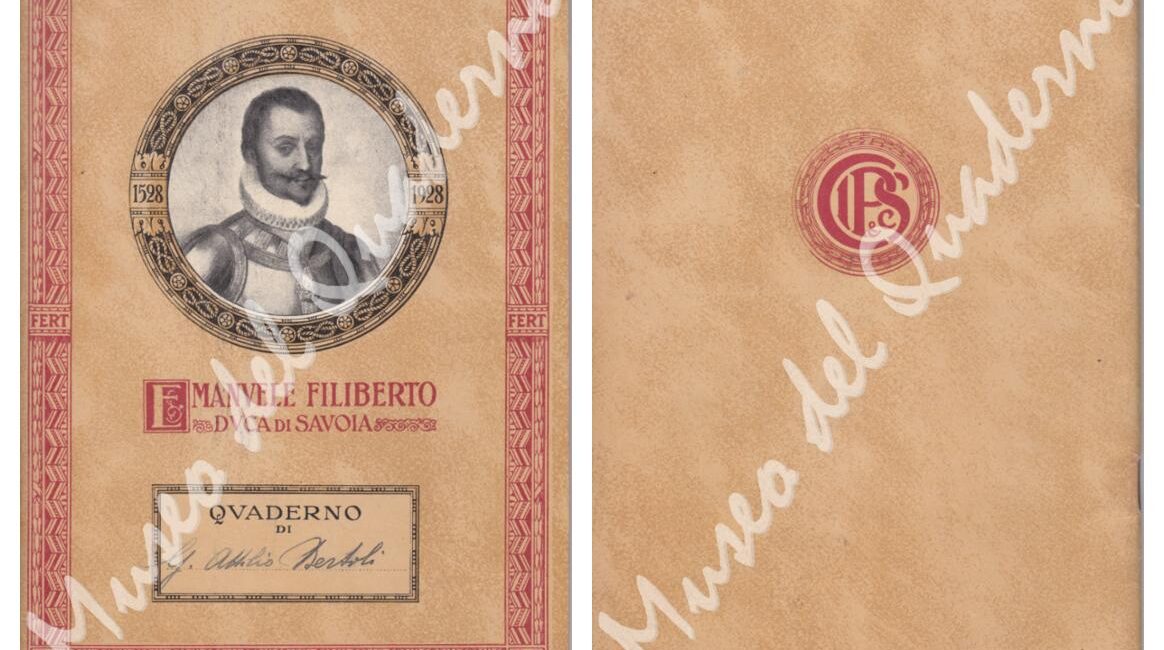 1528 1928
FERT FERT
EMANVELE FILIBERTO
DVCA DI SAVOIA
QVADERNO
DI
G. Attilio Bertoli
Museo del Quaderno
CPS
&C
Museo del Quaderno